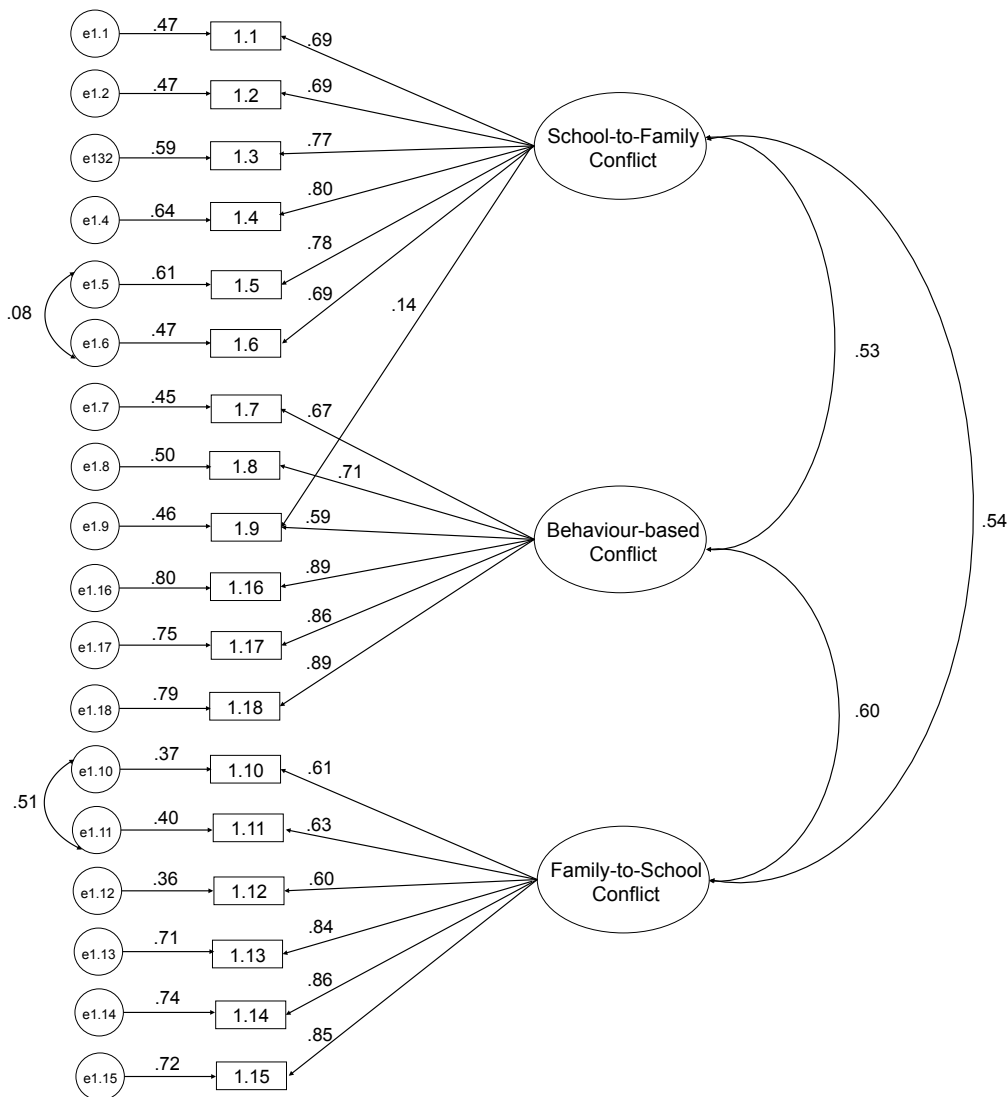 e1.1 .47 1.1 .69
e1.2 .47 1.2 .69
e132 .59 1.3 .77
e1.4 .64 1.4 .80
e1.5 .61 1.5 .78
e1.6 .47 1.6 .69
.08
.14
School-to-Family
Conflict
e1.7 .45 1.7 .67
e1.8 .50 1.8 .71
e1.9 .46 1.9 .59
e1.16 .80 1.16 .89
e1.17 .75 1.17 .86
e1.18 .79 1.18 .89
Behaviour-based
Conflict
.53
.54
.60
e1.10 .37 1.10 .61
.51
e1.11 .40 1.11 .63
e1.12 .36 1.12 .60
e1.13 .71 1.13 .84
e1.14 .74 1.14 .86
e1.15 .72 1.15 .85
Family-to-School
Conflict